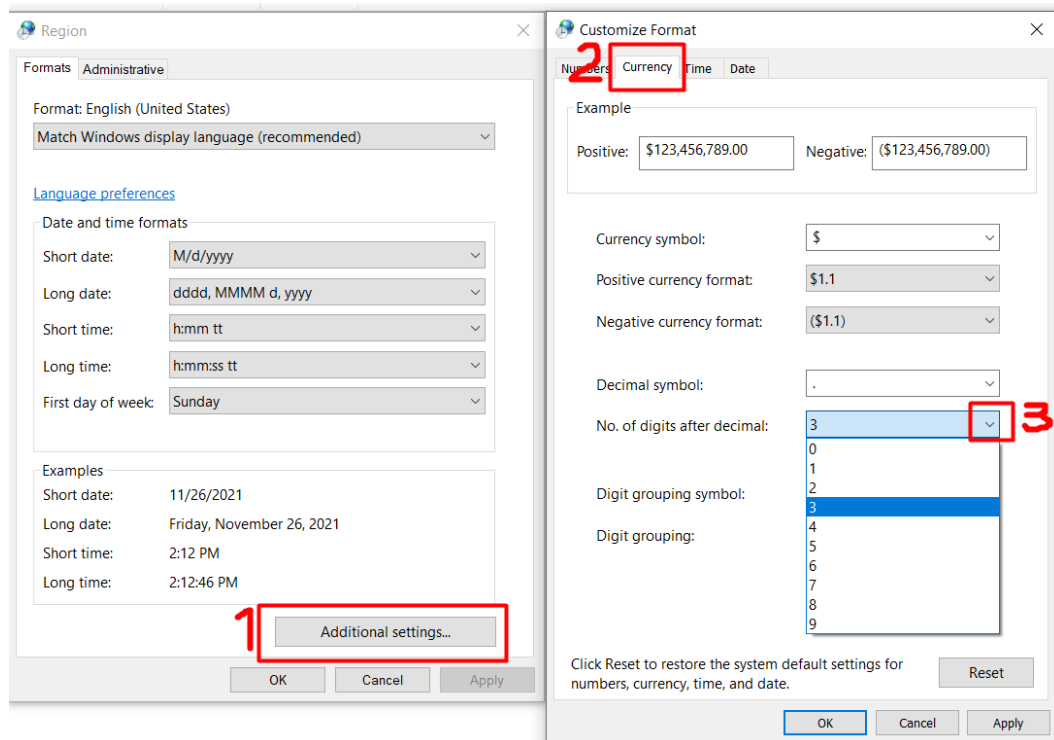 Region
Formats Administrative
Format: English (United States)
Match Windows display language (recommended)
Language preferences
Date and time formats
Short date: M/d/yyyy
Long date: dddd, MMMM d, yyyy
Short time: h:mm tt
Long time: h:mm:ss tt
First day of week: Sunday
Examples
Short date: 11/26/2021
Long date: Friday, November 26, 2021
Short time: 2:12 PM
Long time: 2:12:46 PM
1
Additional settings...
OK Cancel Apply
Customize Format
2
Numbers Currency Time Date
Example
Positive: $123,456,789.00 Negative: ($123,456,789.00)
Currency symbol: $
Positive currency format: $1.1
Negative currency format: ($1.1)
Decimal symbol: .
No. of digits after decimal: 3
3
0
1
2
3
4
5
6
7
8
9
Digit grouping symbol:
Digit grouping:
Click Reset to restore the system default settings for
numbers, currency, time, and date.
Reset
OK Cancel Apply